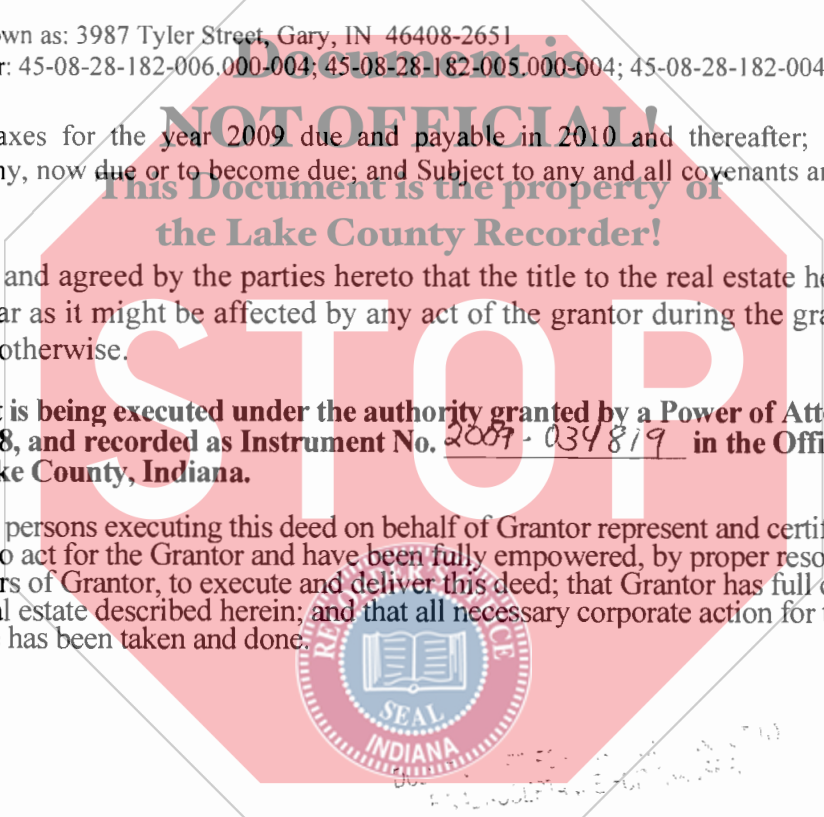 own as: 3987 Tyler Street, Gary, IN 46408-2651
r: 45-08-28-182-006.000-004; 45-08-28-182-005.000-004; 45-08-28-182-004
Document is
NOT OFFICIAL!
axes for the year 2009 due and payable in 2010 and thereafter;
ny, now due or to become due; and Subject to any and all covenants an
This Document is the property of
the Lake County Recorder!
and agreed by the parties hereto that the title to the real estate he
ar as it might be affected by any act of the grantor during the gra
otherwise.
STOP
t is being executed under the authority granted by a Power of Atto
8, and recorded as Instrument No. 2009-034819 in the Offi
ke County, Indiana.
persons executing this deed on behalf of Grantor represent and certif
o act for the Grantor and have been fully empowered, by proper reso
rs of Grantor, to execute and deliver this deed; that Grantor has full c
al estate described herein; and that all necessary corporate action for t
has been taken and done.
RECORDER'S OFFICE
SEAL
INDIANA